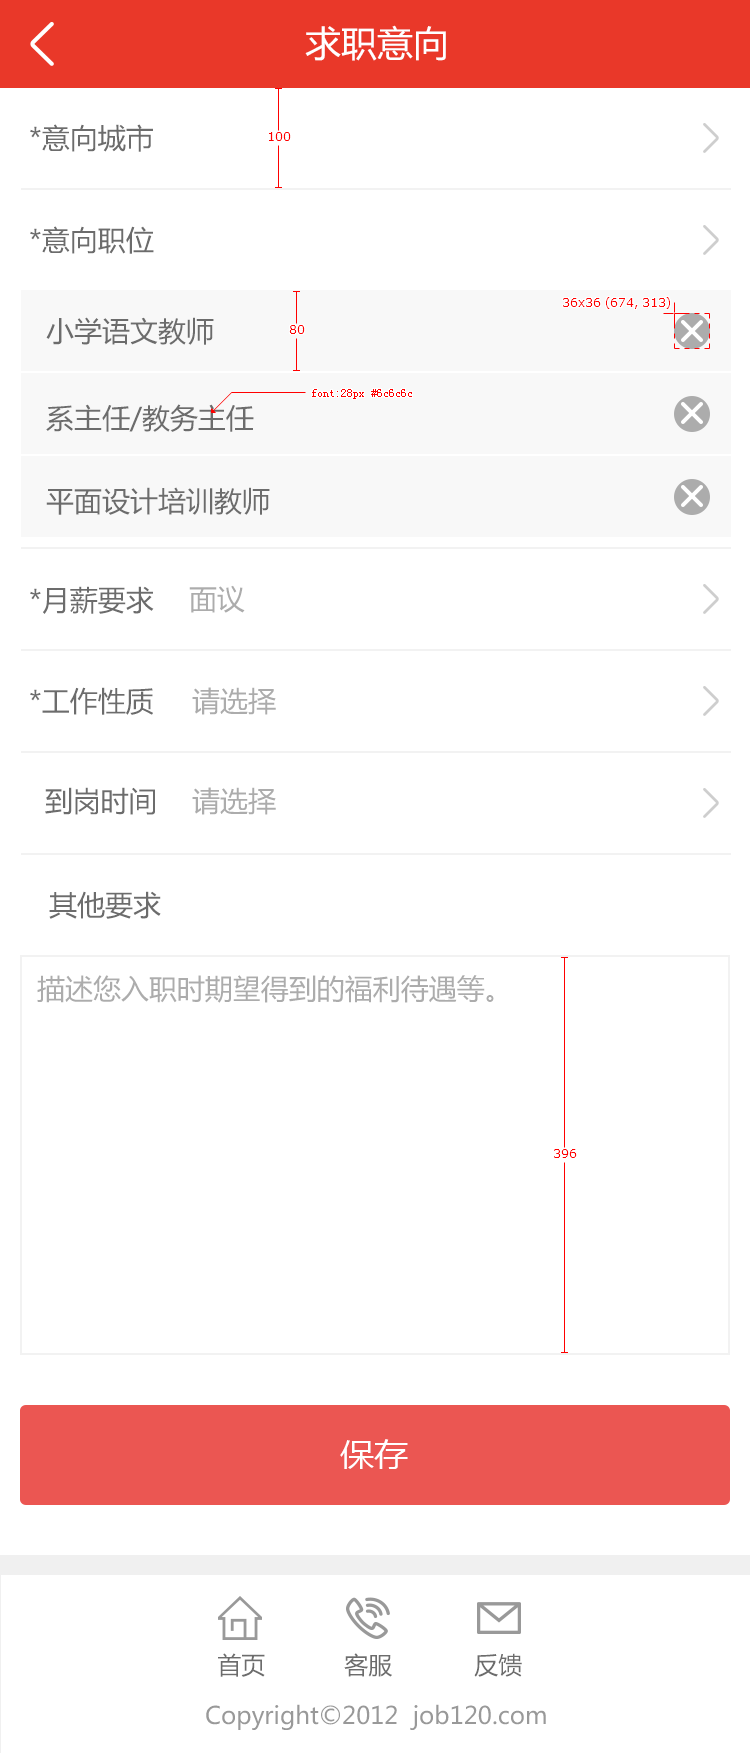 求职意向
*意向城市
100
*意向职位
36x36 (674, 313)
小学语文教师
80
font:28px #6c6c6c
系主任/教务主任
平面设计培训教师
*月薪要求 面议
*工作性质 请选择
到岗时间 请选择
其他要求
描述您入职时期望得到的福利待遇等。
396
保存
首页 客服 反馈
Copyright©2012 job120.com